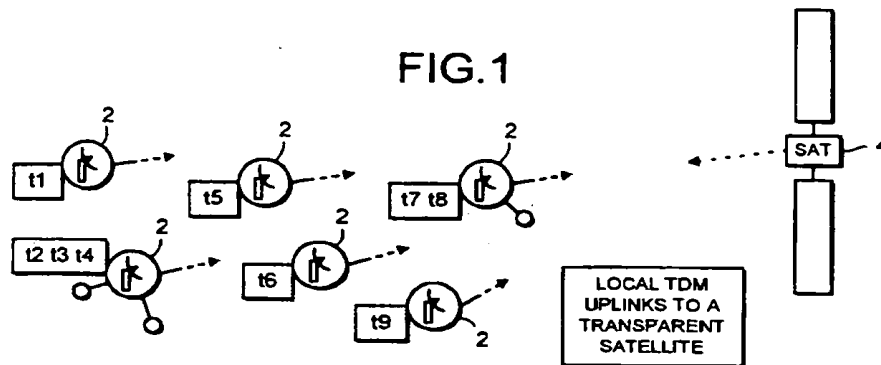 FIG.1
2
2
2
SAT
t1
t5
t7 t8
2
2
t2 t3 t4
t6
LOCAL TDM
UPLINKS TO A
TRANSPARENT
SATELLITE
t9
2